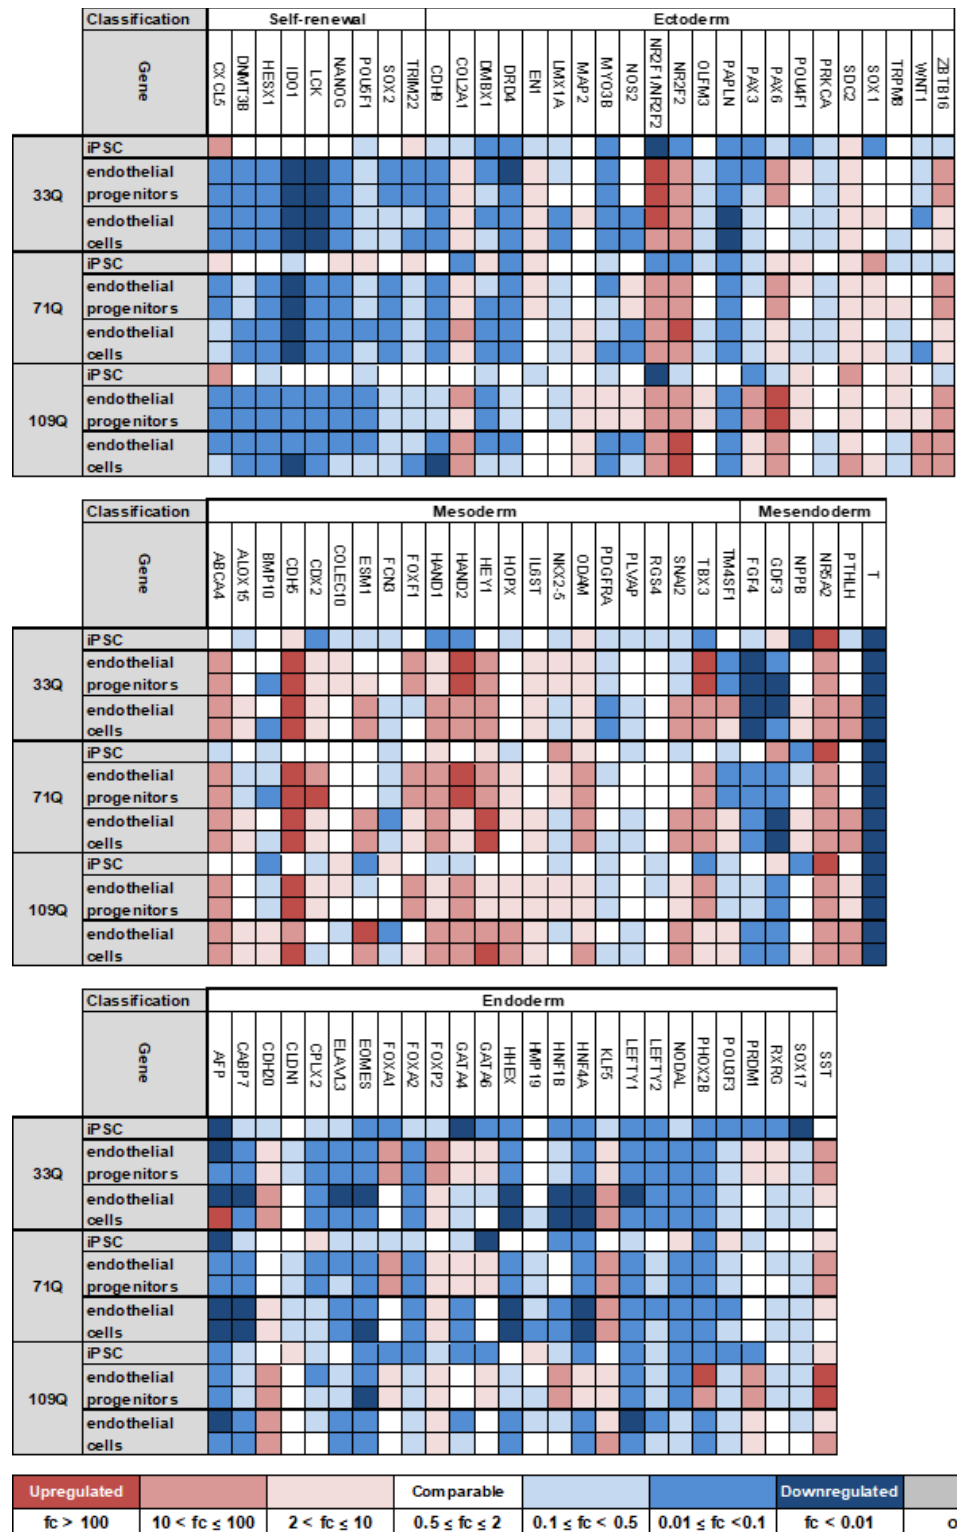 Classification Self-renewal Ectoderm
Gene CXCL5 DNMT3B HESX1 IDO1 LCK NANOG POU5F1 SOX2 TRIM22 CDH9 COL2A1 DMBX1 DRD4 EN1 LMX1A MAP2 MYO3B NOS2 NR2F1/NR2F2 NR2F2 OLFM3 PAPLN PAX3 PAX6 POU4F1 PRKCA SDC2 SOX1 TRPM8 WNT1 ZBTB16
iPSC
endothelial
33Q progenitors
endothelial
cells
iPSC
endothelial
71Q progenitors
endothelial
cells
iPSC
endothelial
109Q progenitors
endothelial
cells
Classification Mesoderm Mesendoderm
Gene ABCA4 ALOX15 BMP10 CDH5 CDX2 COLEC10 ESM1 FCN3 FOXF1 HAND1 HAND2 HEY1 HOPX IL6ST NKX2-5 ODAM PDGFRA PLVAP RGS4 SNAI2 TBX3 TM4SF1 FGF4 GDF3 NPPB NR5A2 PTHLH T
iPSC
endothelial
33Q progenitors
endothelial
cells
iPSC
endothelial
71Q progenitors
endothelial
cells
iPSC
endothelial
109Q progenitors
endothelial
cells
Classification Endoderm
Gene AFP CABP7 CDH20 CLDN1 CPLX2 ELAVL3 EOMES FOXA1 FOXA2 FOXP2 GATA4 GATA6 HHEX HMP19 HNF1B HNF4A KLF5 LEFTY1 LEFTY2 NODAL PHOX2B POU3F3 PRDM1 RXRG SOX17 SST
iPSC
endothelial
33Q progenitors
endothelial
cells
iPSC
endothelial
71Q progenitors
endothelial
cells
iPSC
endothelial
109Q progenitors
endothelial
cells
Upregulated Comparable Downregulated
fc > 100 10 < fc ≤ 100 2 < fc ≤ 10 0.5 ≤ fc ≤ 2 0.1 ≤ fc < 0.5 0.01 ≤ fc <0.1 fc < 0.01